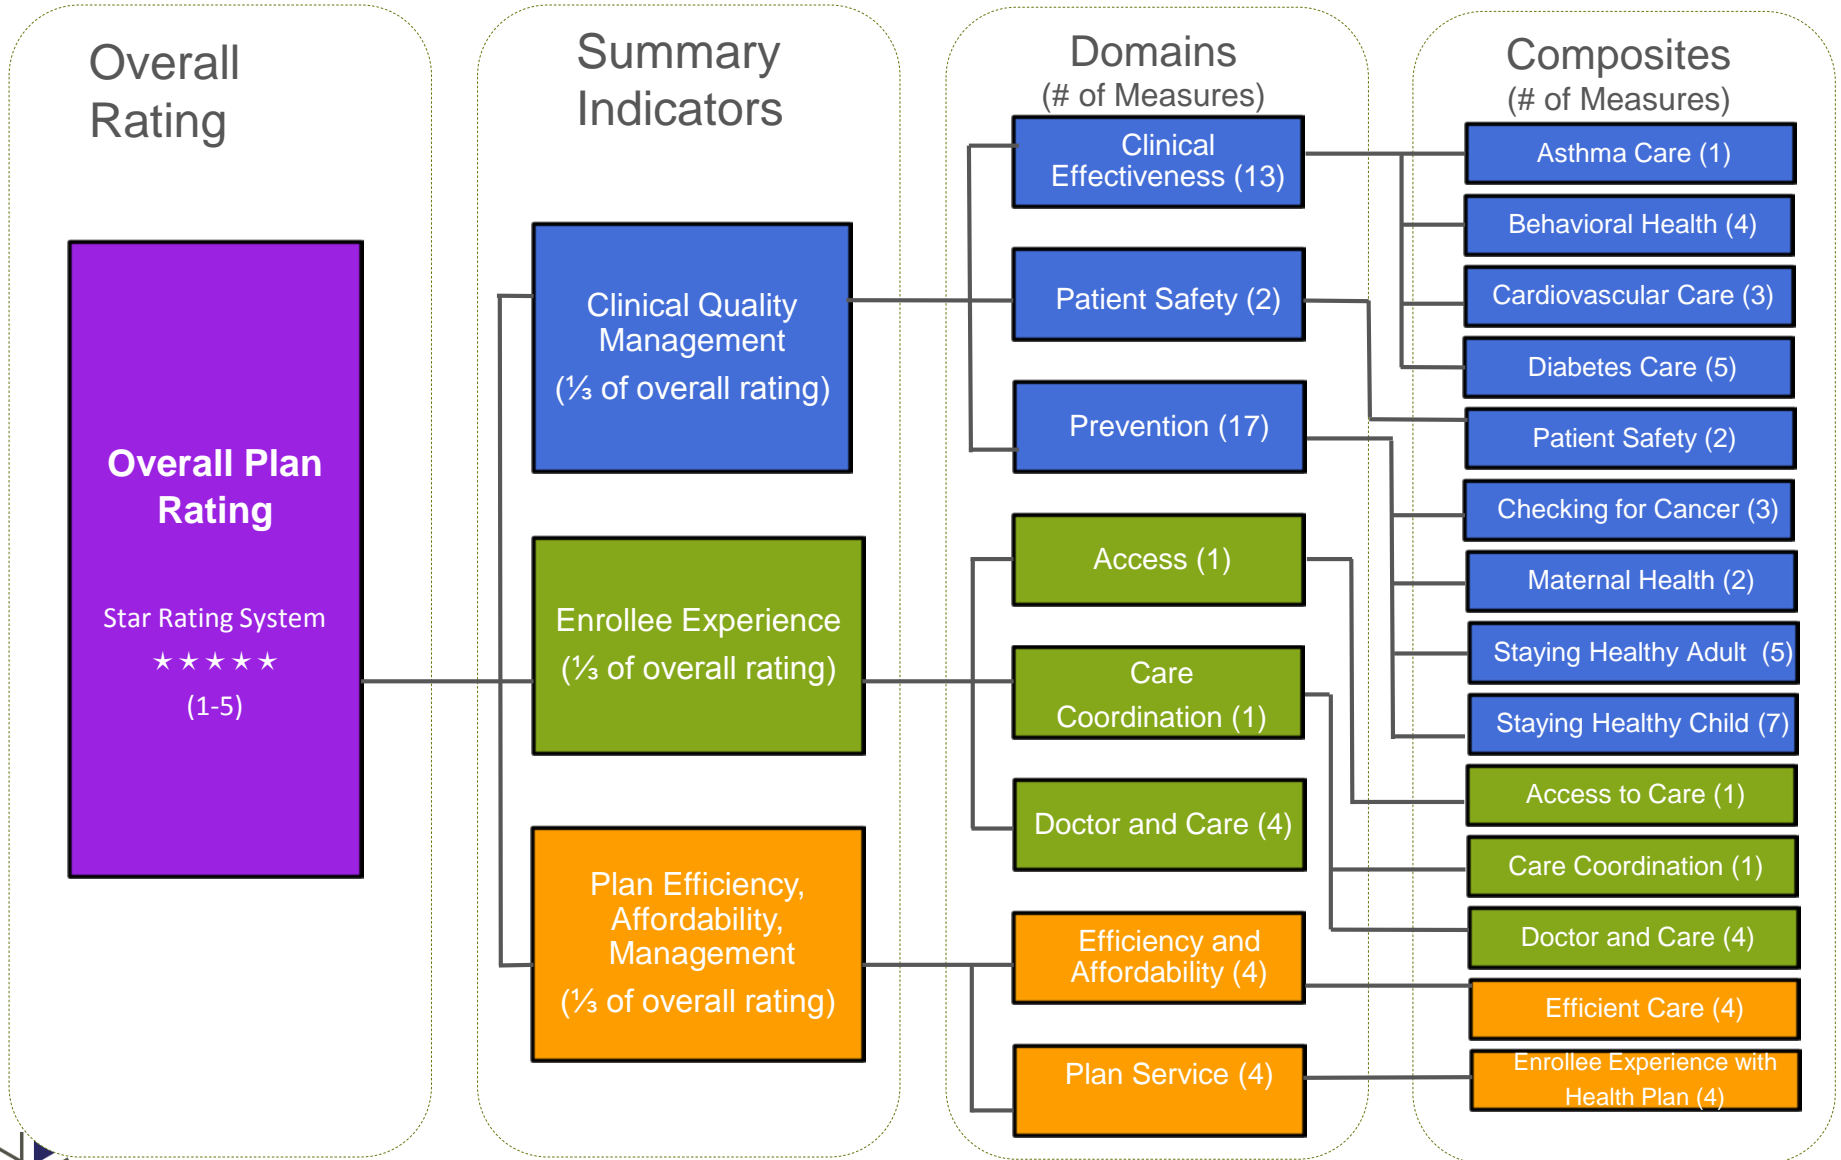 Overall
Rating
Overall Plan
Rating
Star Rating System
★★★★★
(1-5)
Summary
Indicators
Clinical Quality
Management
(⅓ of overall rating)
Enrollee Experience
(⅓ of overall rating)
Plan Efficiency,
Affordability,
Management
(⅓ of overall rating)
Domains
(# of Measures)
Clinical
Effectiveness (13)
Patient Safety (2)
Prevention (17)
Access (1)
Care
Coordination (1)
Doctor and Care (4)
Efficiency and
Affordability (4)
Plan Service (4)
Composites
(# of Measures)
Asthma Care (1)
Behavioral Health (4)
Cardiovascular Care (3)
Diabetes Care (5)
Patient Safety (2)
Checking for Cancer (3)
Maternal Health (2)
Staying Healthy Adult (5)
Staying Healthy Child (7)
Access to Care (1)
Care Coordination (1)
Doctor and Care (4)
Efficient Care (4)
Enrollee Experience with
Health Plan (4)